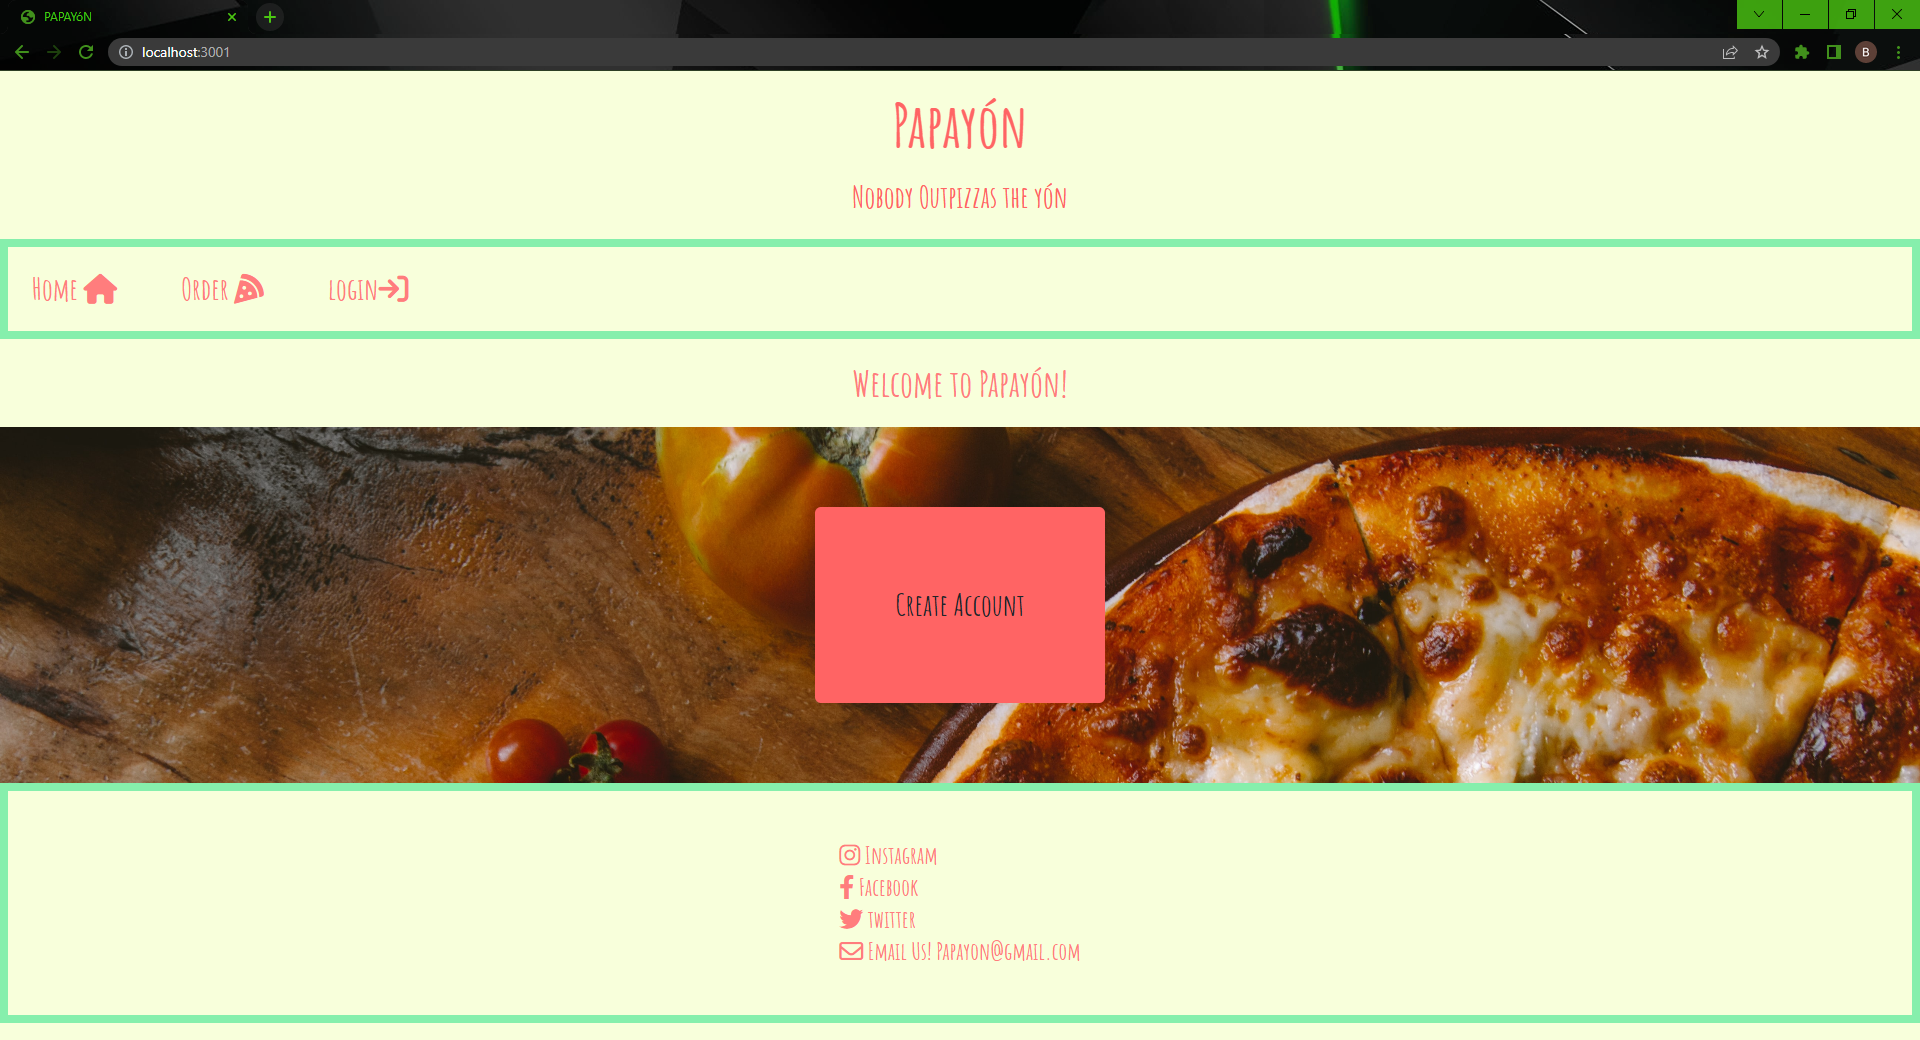 PAPAYóN
localhost:3001
B
Papayón
Nobody Outpizzas the yón
Home
Order
login
Welcome to Papayón!
Create Account
Instagram
Facebook
twitter
Email Us! Papayon@gmail.com